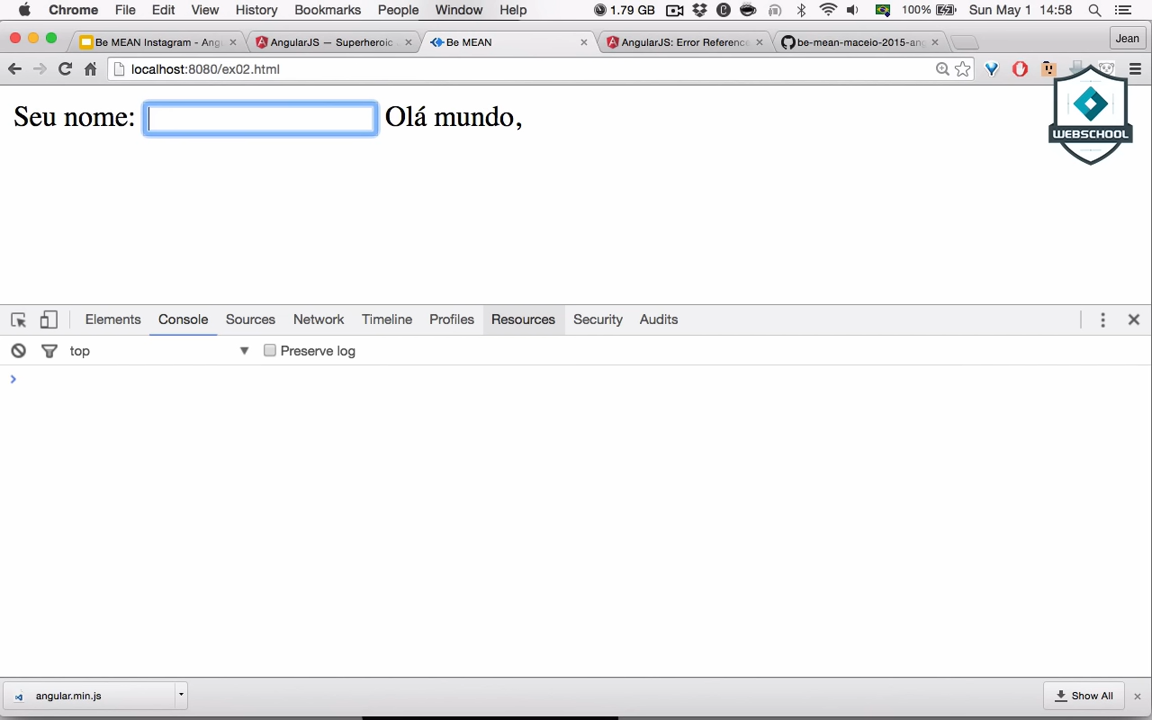 Chrome File Edit View History Bookmarks People Window Help 1.79 GB 100% Sun May 1 14:58
Be MEAN Instagram - Ang AngularJS — Superheroic Be MEAN AngularJS: Error Reference be-mean-maceio-2015-ang Jean
localhost:8080/ex02.html
Seu nome: Olá mundo,
WEBSCHOOL
Elements Console Sources Network Timeline Profiles Resources Security Audits
top Preserve log
angular.min.js Show All